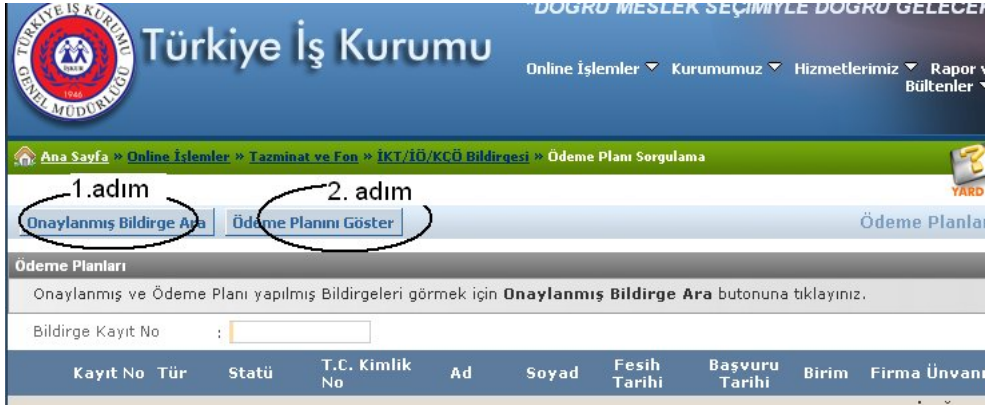 "DOĞRU MESLEK SEÇİMİYLE DOĞRU GELECEK
TÜRKİYE İŞ KURUMU
GENEL MÜDÜRLÜĞÜ
1946
Türkiye İş Kurumu
Online İşlemler Kurumumuz Hizmetlerimiz Rapor v
Bültenler
Ana Sayfa » Online İşlemler » Tazminat ve Fon » İKT/İÖ/KÇÖ Bildirgesi » Ödeme Planı Sorgulama
YARD
1.adım 2. adım
Onaylanmış Bildirge Ara Ödeme Planını Göster Ödeme Planlar
Ödeme Planları
Onaylanmış ve Ödeme Planı yapılmış Bildirgeleri görmek için Onaylanmış Bildirge Ara butonuna tıklayınız.
Bildirge Kayıt No :
Kayıt No Tür Statü T.C. Kimlik No Ad Soyad Fesih Tarihi Başvuru Tarihi Birim Firma Ünvanı